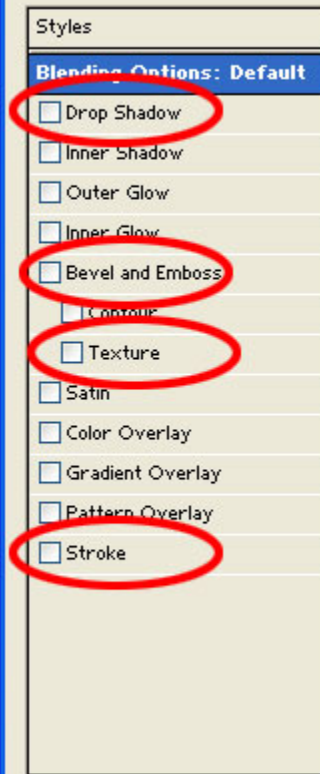 Styles
Blending Options: Default
Drop Shadow
Inner Shadow
Outer Glow
Inner Glow
Bevel and Emboss
Contour
Texture
Satin
Color Overlay
Gradient Overlay
Pattern Overlay
Stroke